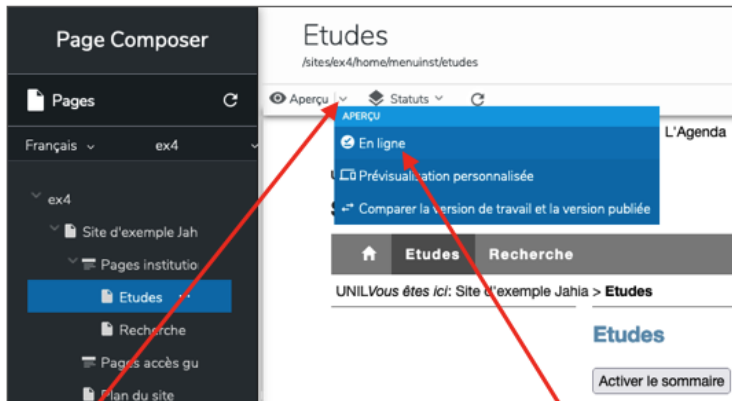 Page Composer
Pages
Français
ex4
ex4
Site d'exemple Jah
Pages institutio
Etudes
Recherche
Pages accès gu
Plan du site
Etudes
/sites/ex4/home/menuinst/etudes
Aperçu
Statuts
APERÇU
En ligne
Prévisualisation personnalisée
Comparer la version de travail et la version publiée
L'Agenda
Etudes
Recherche
UNILVous êtes ici: Site d'exemple Jahia > Etudes
Etudes
Activer le sommaire